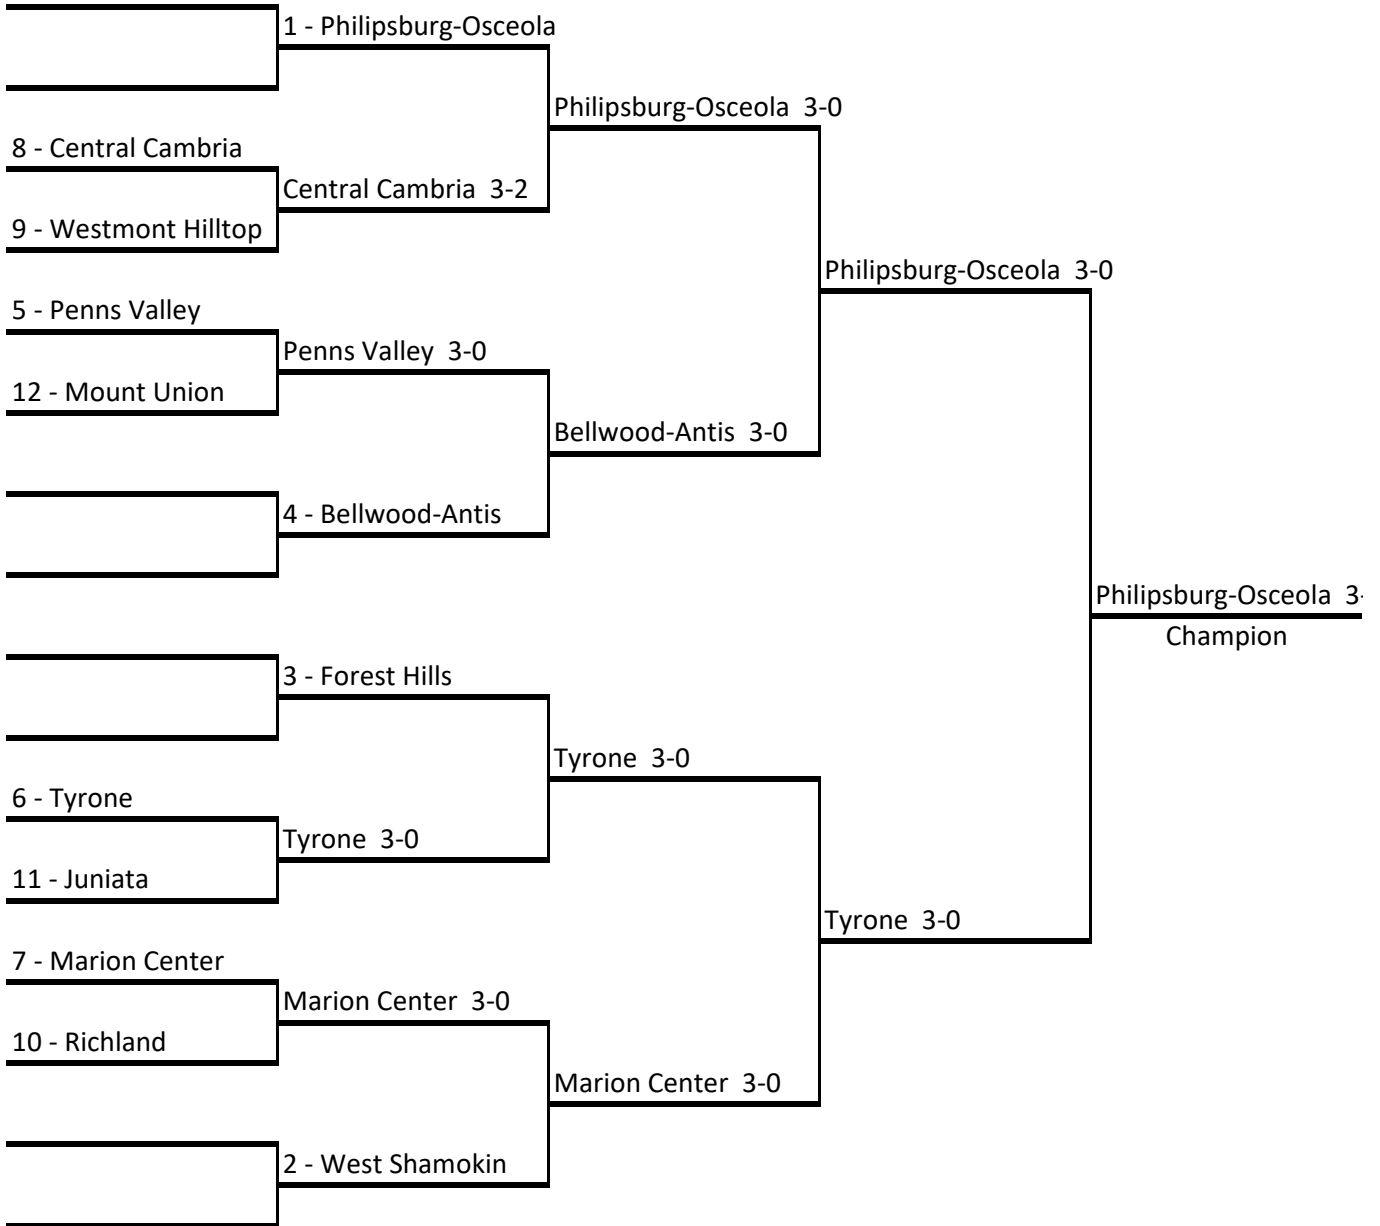 1 - Philipsburg-Osceola
Philipsburg-Osceola 3-0
8 - Central Cambria
Central Cambria 3-2
9 - Westmont Hilltop
Philipsburg-Osceola 3-0
5 - Penns Valley
Penns Valley 3-0
12 - Mount Union
Bellwood-Antis 3-0
4 - Bellwood-Antis
Philipsburg-Osceola 3-
Champion
3 - Forest Hills
Tyrone 3-0
6 - Tyrone
Tyrone 3-0
11 - Juniata
Tyrone 3-0
7 - Marion Center
Marion Center 3-0
10 - Richland
Marion Center 3-0
2 - West Shamokin